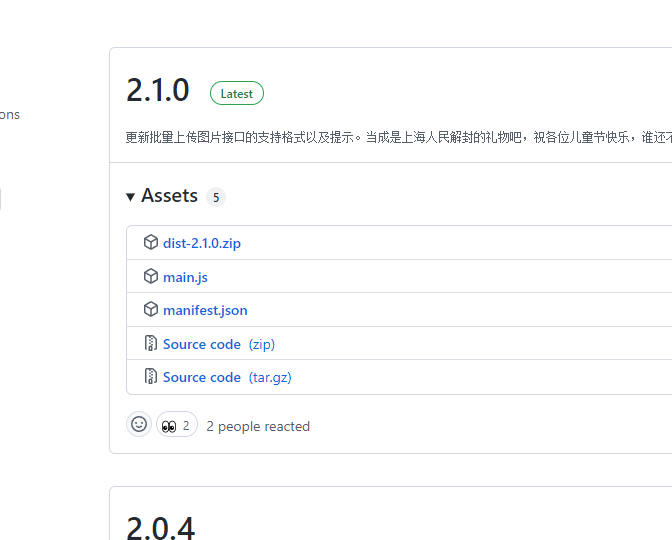 ons
2.1.0 Latest
更新批量上传图片接口的支持格式以及提示。当成是上海人民解封的礼物吧，祝各位儿童节快乐，谁还不
Assets 5
dist-2.1.0.zip
main.js
manifest.json
Source code (zip)
Source code (tar.gz)
2 2 people reacted
2.0.4